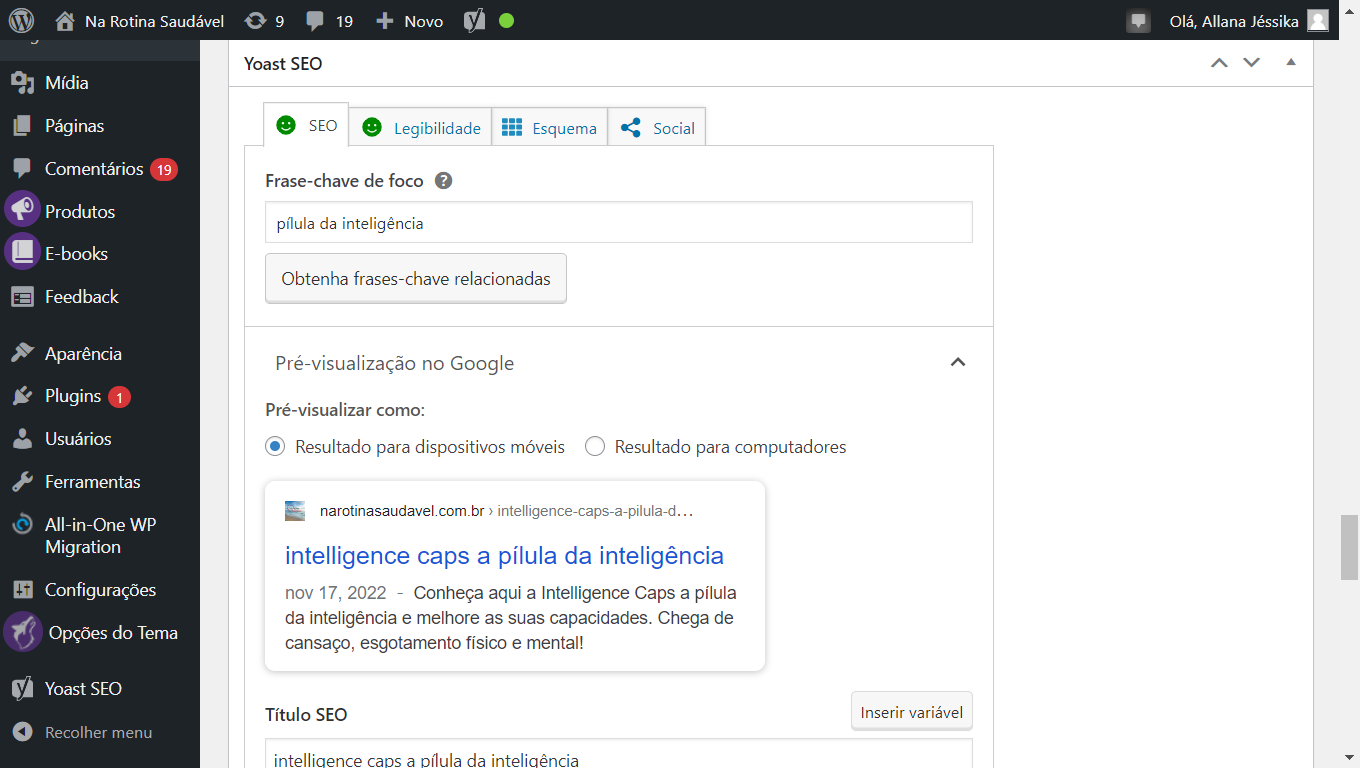 Na Rotina Saudável 9 19 Novo Olá, Allana Jéssika
Mídia
Páginas
Comentários 19
Produtos
E-books
Feedback
Aparência
Plugins 1
Usuários
Ferramentas
All-in-One WP
Migration
Configurações
Opções do Tema
Yoast SEO
Recolher menu
Yoast SEO
SEO Legibilidade Esquema Social
Frase-chave de foco ?
pílula da inteligência
Obtenha frases-chave relacionadas
Pré-visualização no Google
Pré-visualizar como:
Resultado para dispositivos móveis Resultado para computadores
narotinasaudavel.com.br › intelligence-caps-a-pilula-d…
intelligence caps a pílula da inteligência
nov 17, 2022 - Conheça aqui a Intelligence Caps a pílula
da inteligência e melhore as suas capacidades. Chega de
cansaço, esgotamento físico e mental!
Título SEO Inserir variável
intelligence caps a pílula da inteligência